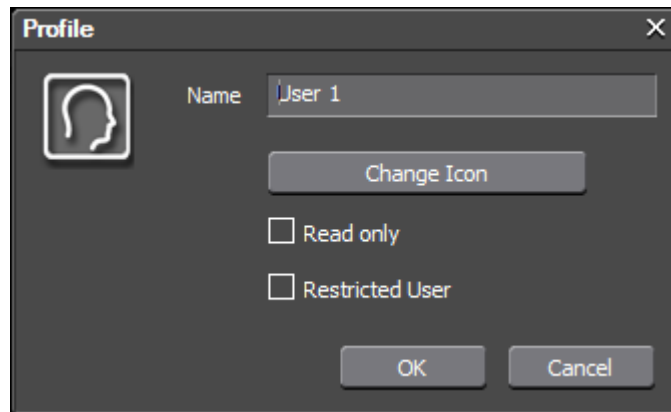 Profile
Name User 1
Change Icon
Read only
Restricted User
OK Cancel